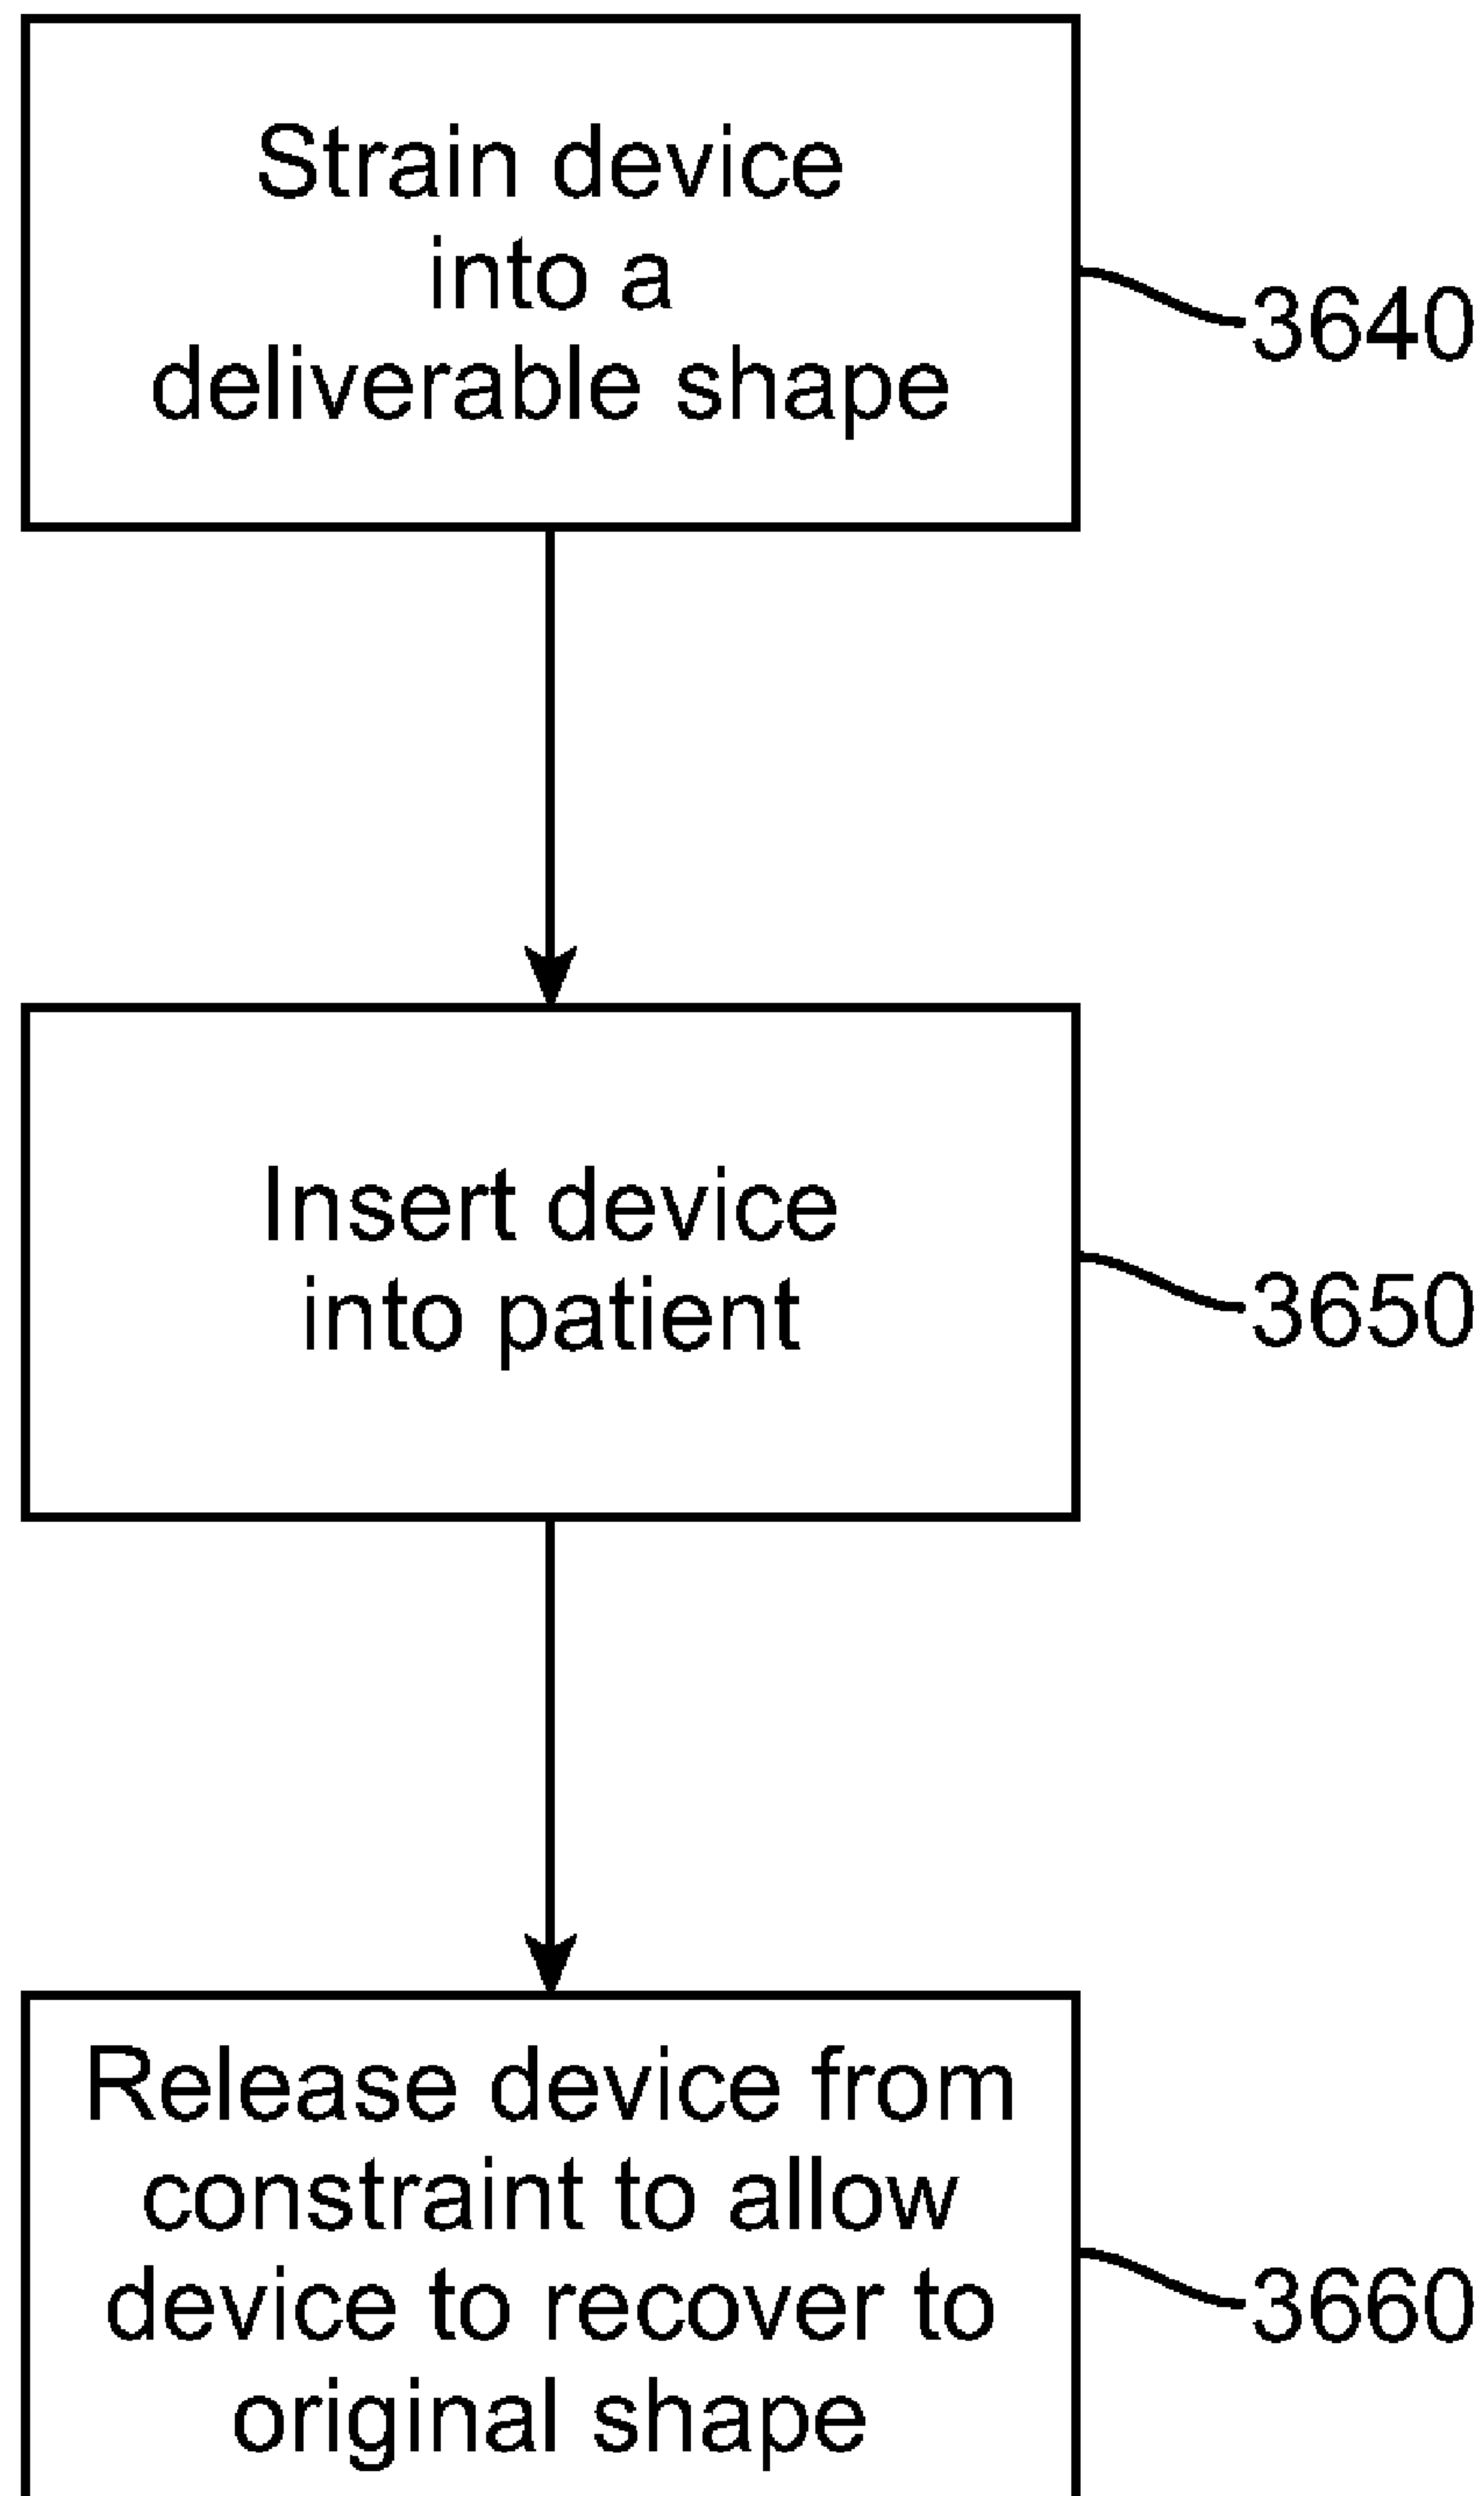 Strain device
into a
deliverable shape
3640
Insert device
into patient
3650
Release device from
constraint to allow
device to recover to
original shape
3660